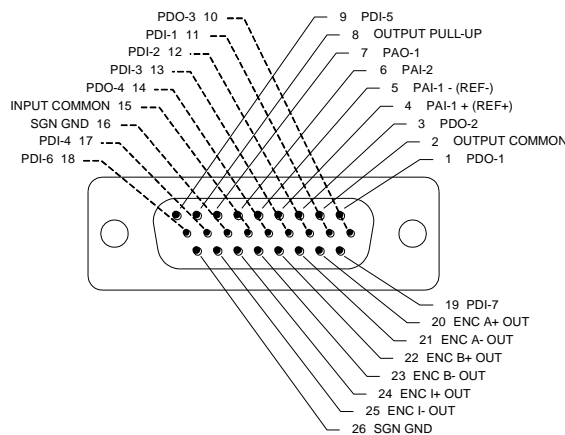 PDO-3 10
PDI-1 11
PDI-2 12
PDI-3 13
PDO-4 14
INPUT COMMON 15
SGN GND 16
PDI-4 17
PDI-6 18
9 PDI-5
8 OUTPUT PULL-UP
7 PAO-1
6 PAI-2
5 PAI-1 - (REF-)
4 PAI-1 + (REF+)
3 PDO-2
2 OUTPUT COMMON
1 PDO-1
19 PDI-7
20 ENC A+ OUT
21 ENC A- OUT
22 ENC B+ OUT
23 ENC B- OUT
24 ENC I+ OUT
25 ENC I- OUT
26 SGN GND